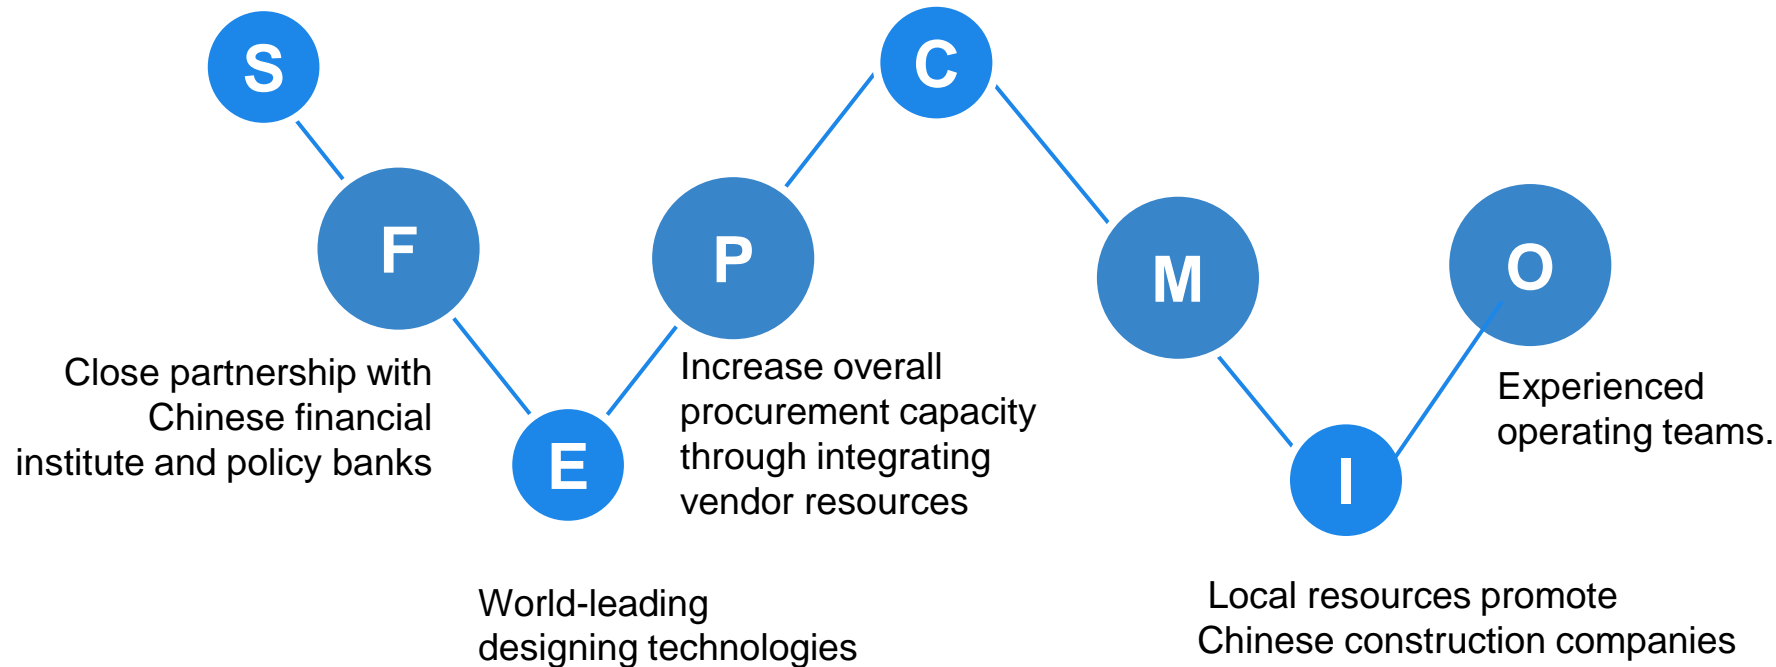 S
C
F
P
M
O
Close partnership with
Chinese financial
institute and policy banks
Increase overall
procurement capacity
through integrating
vendor resources
Experienced
operating teams.
E
I
World-leading
designing technologies
Local resources promote
Chinese construction companies